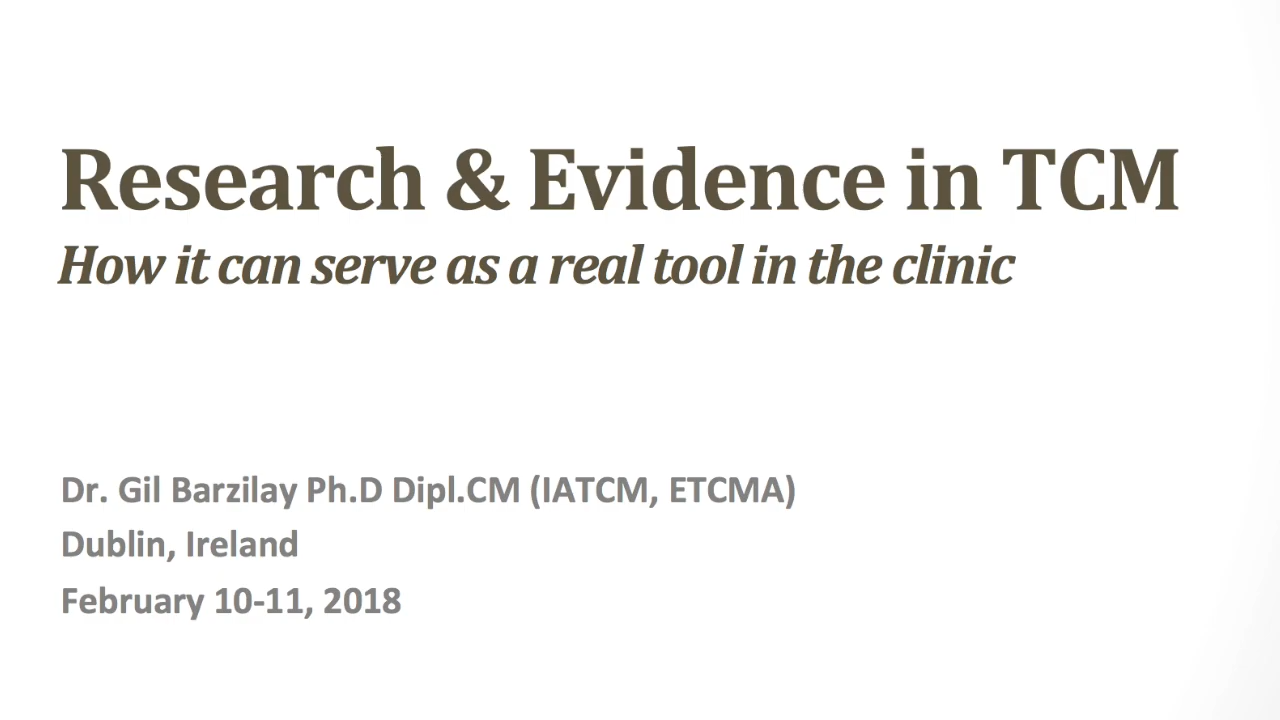 Research & Evidence in TCM
How it can serve as a real tool in the clinic
Dr. Gil Barzilay Ph.D Dipl.CM (IATCM, ETCMA)
Dublin, Ireland
February 10-11, 2018